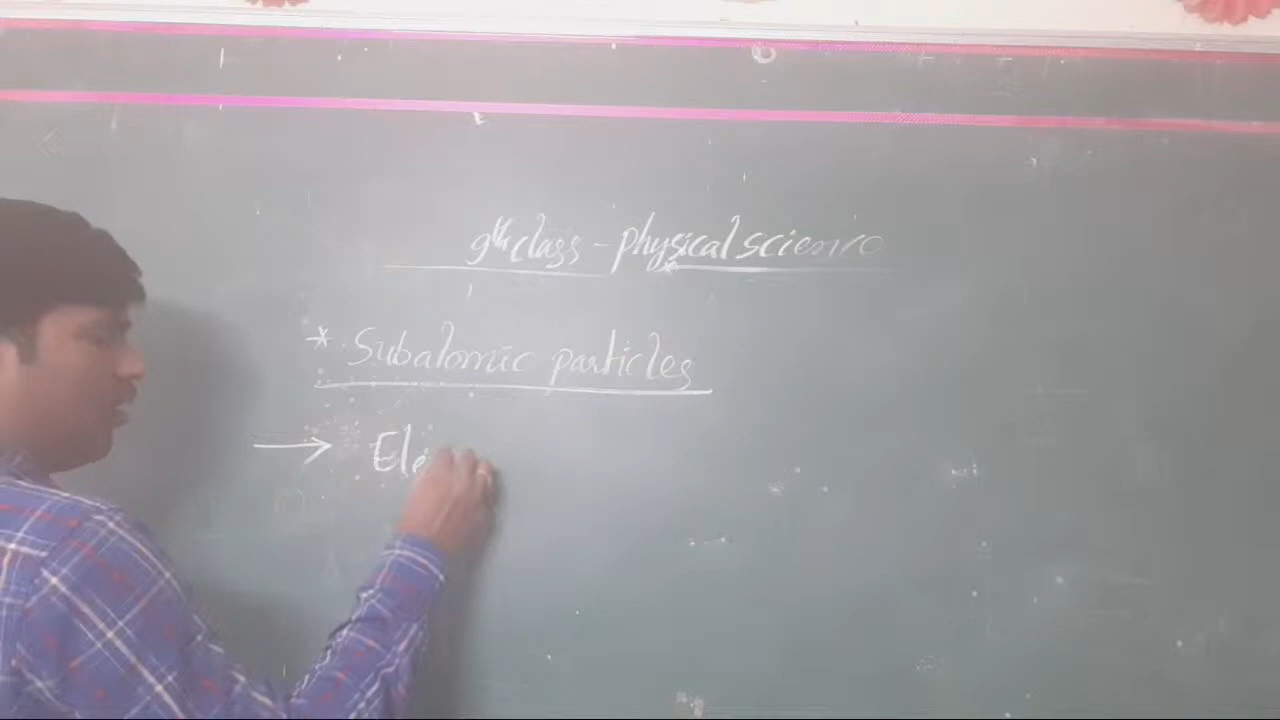 9th class - physical science
* Subatomic particles
→ Ele